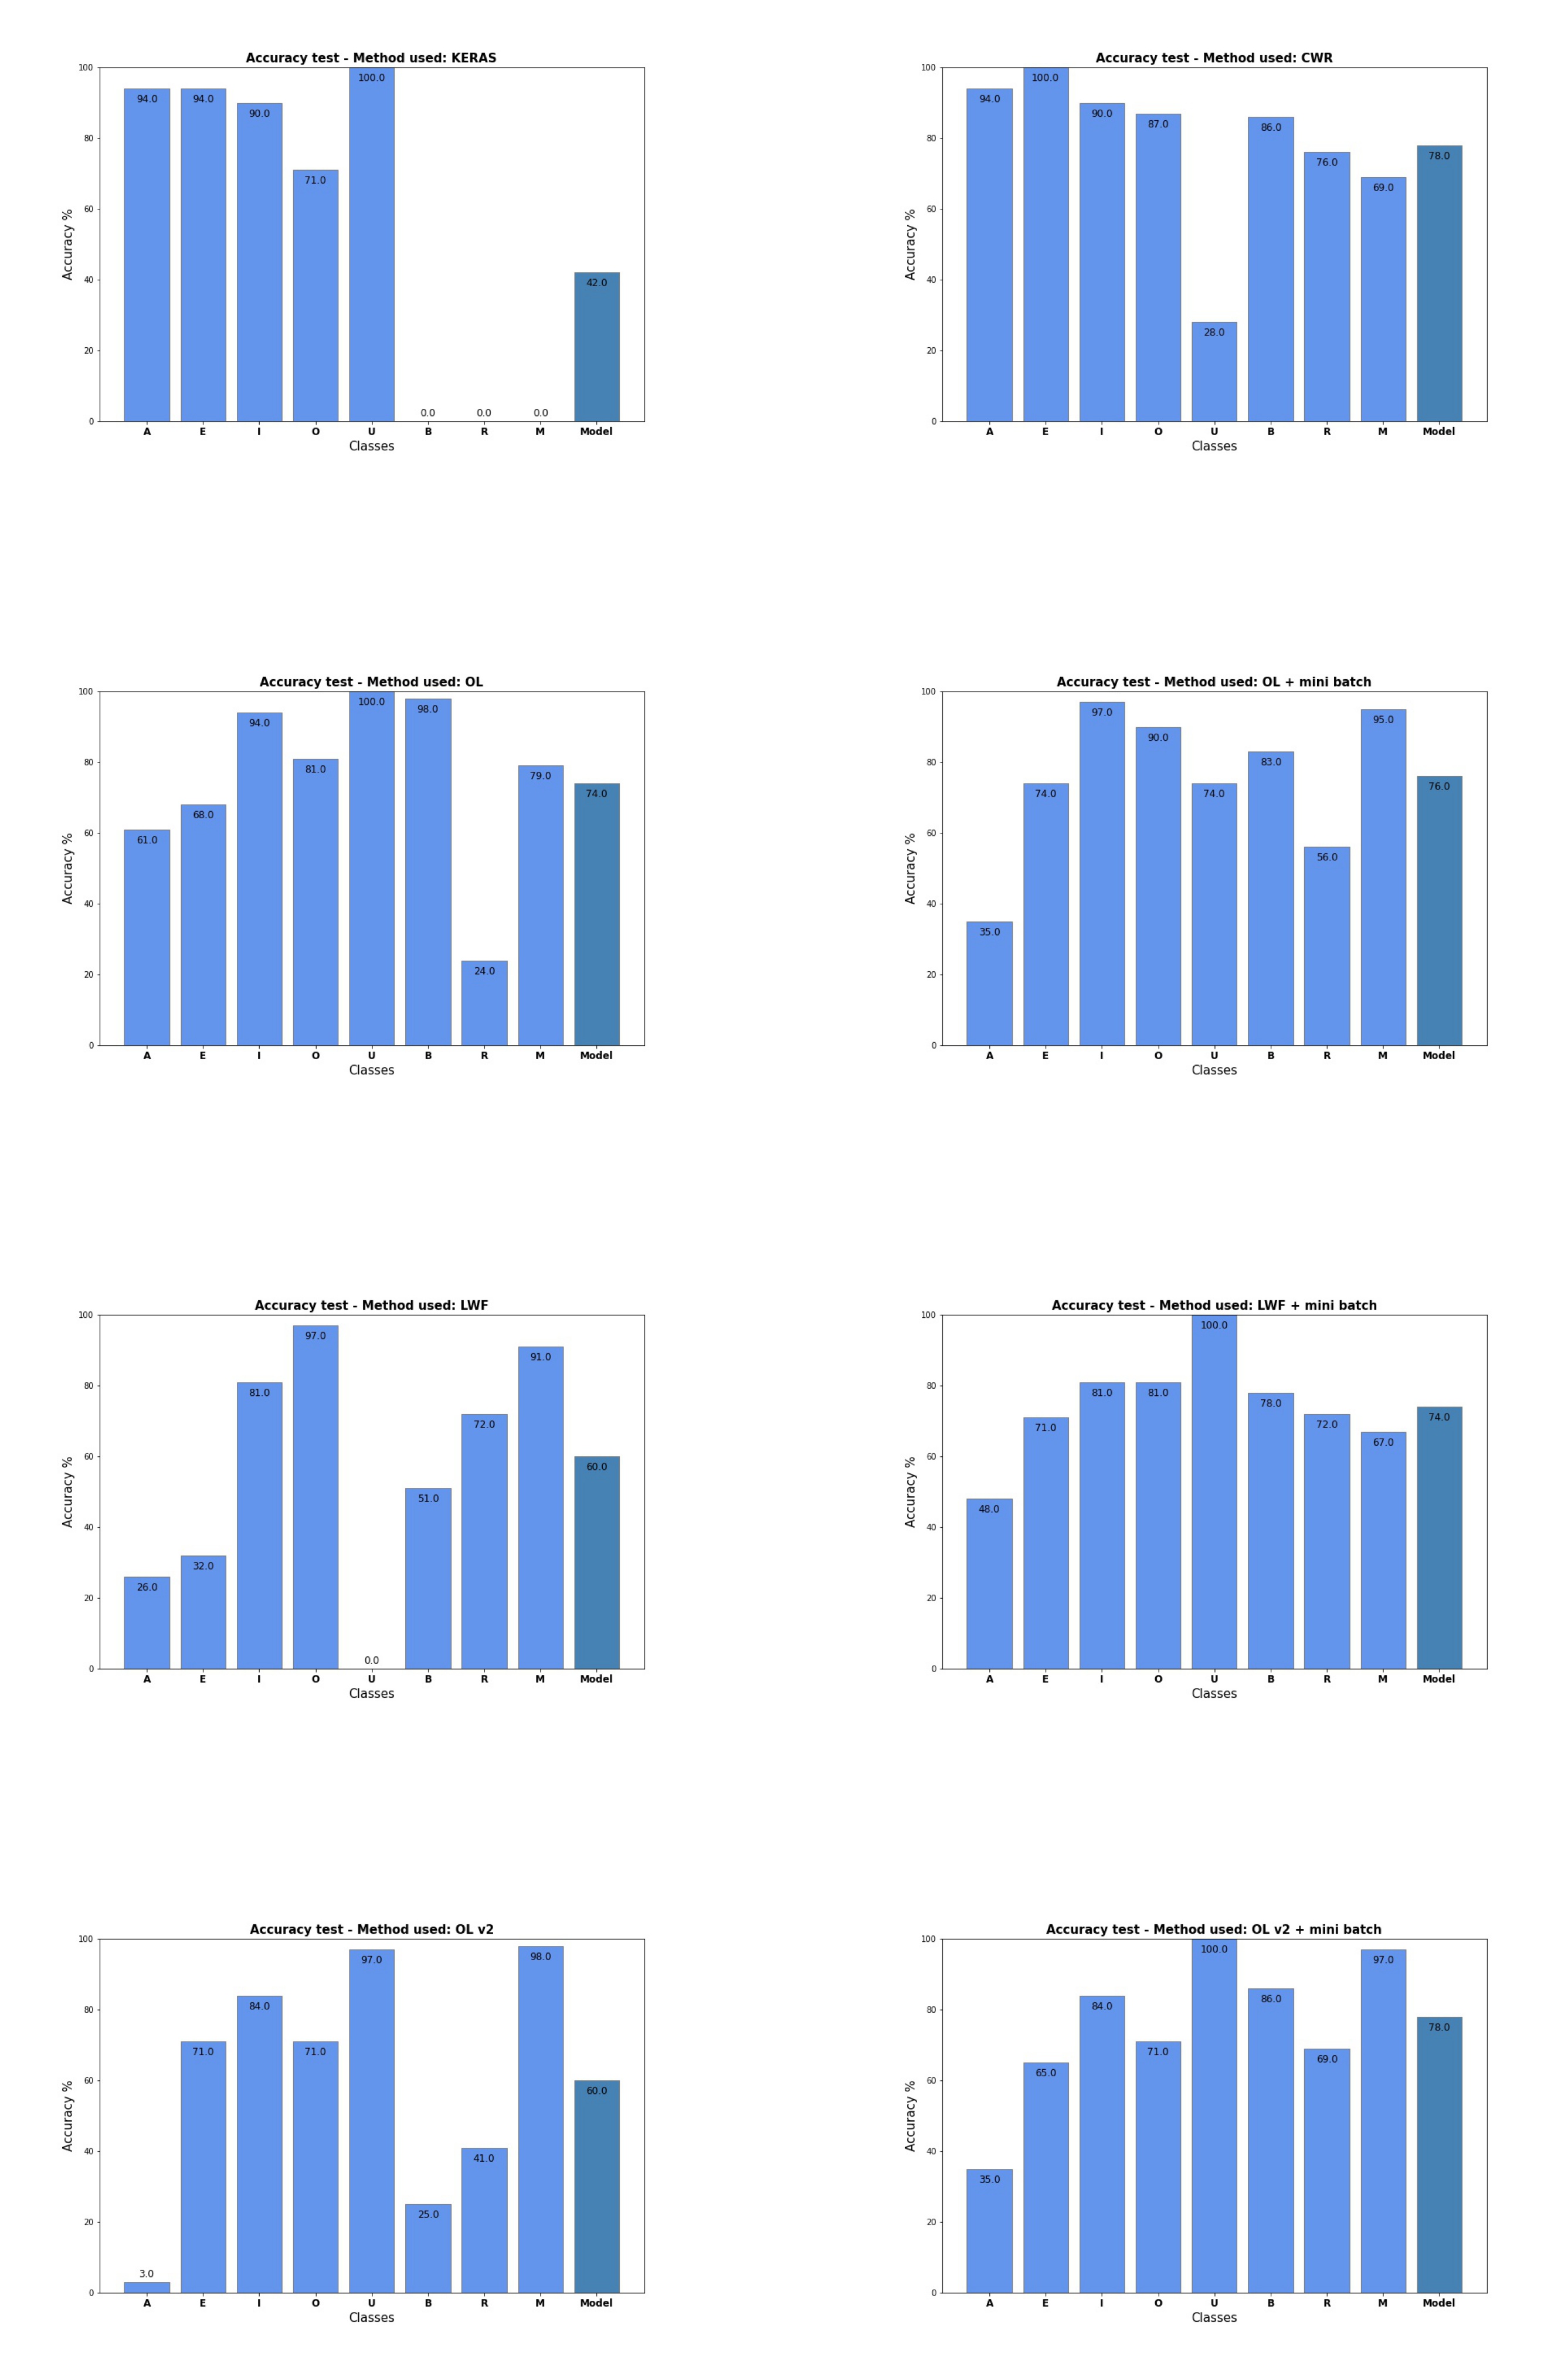 Accuracy test - Method used: KERAS
100
80
60
40
20
0
Accuracy %
94.0 94.0 90.0 71.0 100.0 0.0 0.0 0.0 42.0
A E I O U B R M Model
Classes
Accuracy test - Method used: CWR
100
80
60
40
20
0
Accuracy %
94.0 100.0 90.0 87.0 28.0 86.0 76.0 69.0 78.0
A E I O U B R M Model
Classes
Accuracy test - Method used: OL
100
80
60
40
20
0
Accuracy %
61.0 68.0 94.0 81.0 100.0 98.0 24.0 79.0 74.0
A E I O U B R M Model
Classes
Accuracy test - Method used: OL + mini batch
100
80
60
40
20
0
Accuracy %
35.0 74.0 97.0 90.0 74.0 83.0 56.0 95.0 76.0
A E I O U B R M Model
Classes
Accuracy test - Method used: LWF
100
80
60
40
20
0
Accuracy %
26.0 32.0 81.0 97.0 0.0 51.0 72.0 91.0 60.0
A E I O U B R M Model
Classes
Accuracy test - Method used: LWF + mini batch
100
80
60
40
20
0
Accuracy %
48.0 71.0 81.0 81.0 100.0 78.0 72.0 67.0 74.0
A E I O U B R M Model
Classes
Accuracy test - Method used: OL v2
100
80
60
40
20
0
Accuracy %
3.0 71.0 84.0 71.0 97.0 25.0 41.0 98.0 60.0
A E I O U B R M Model
Classes
Accuracy test - Method used: OL v2 + mini batch
100
80
60
40
20
0
Accuracy %
35.0 65.0 84.0 71.0 100.0 86.0 69.0 97.0 78.0
A E I O U B R M Model
Classes